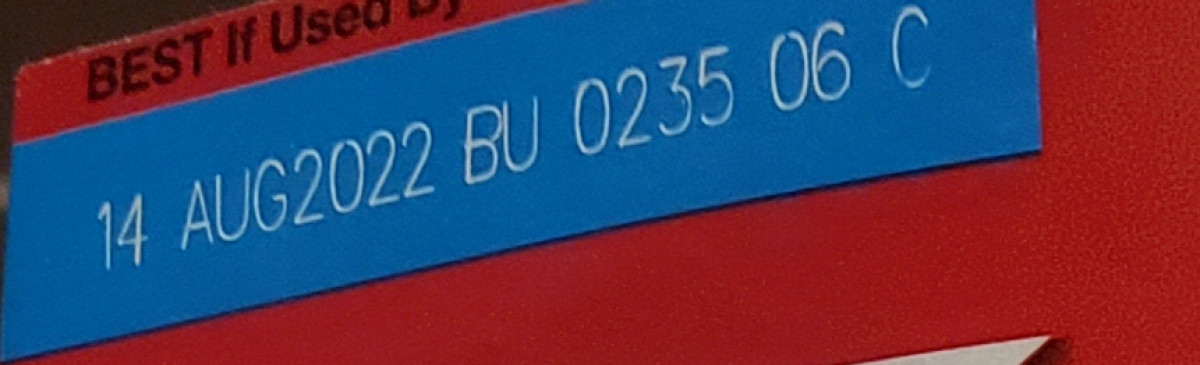 BEST If Used By
14 AUG2022 BU 0235 06 C